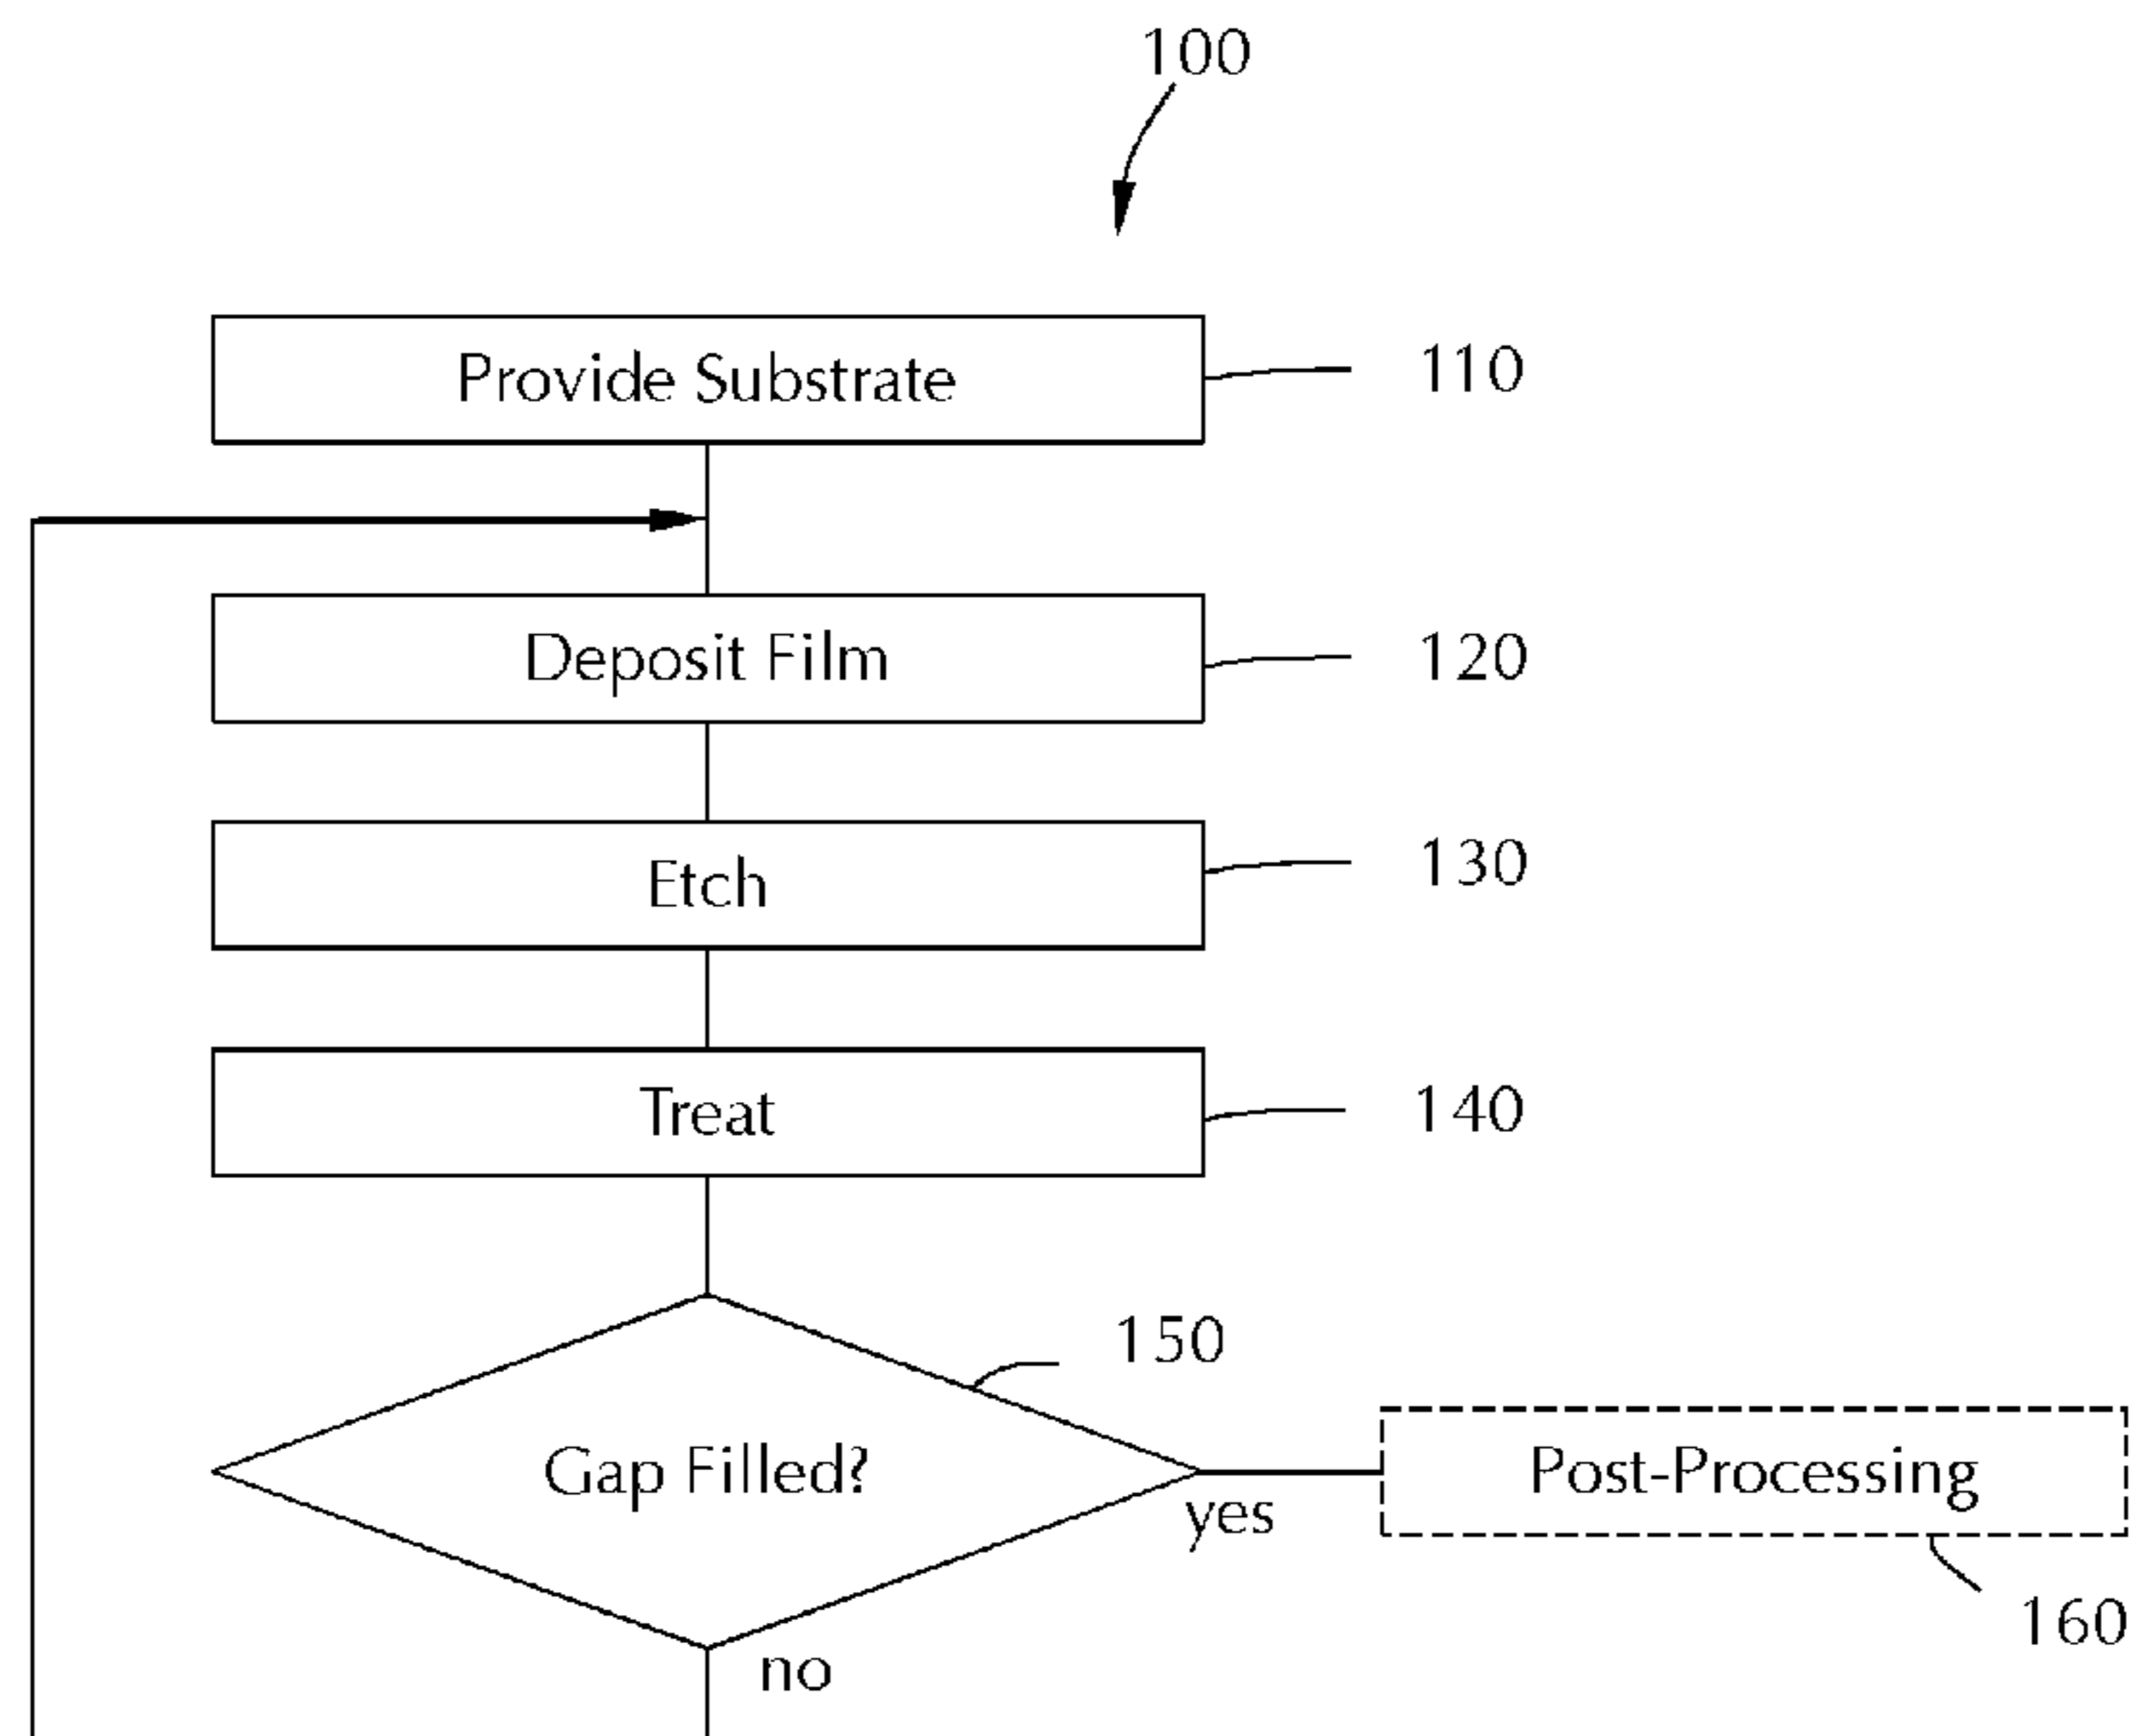 100
Provide Substrate
110
Deposit Film
120
Etch
130
Treat
140
150
Gap Filled?
yes
Post-Processing
160
no